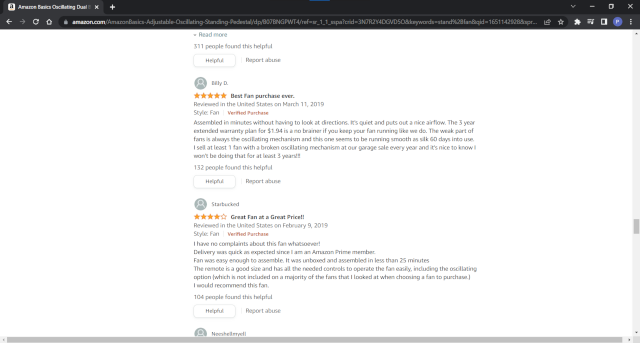 Amazon Basics Oscillating Dual B
amazon.com/AmazonBasics-Adjustable-Oscillating-Standing-Pedestal/dp/B07BNGPWT4/ref=sr_1_1_sspa?crid=3N7R2Y4DGVDSO&keywords=stand%2Bfan&qid=1651142928&spr...
Read more
311 people found this helpful
Helpful
Report abuse
Billy D.
Best Fan purchase ever.
Reviewed in the United States on March 11, 2019
Style: Fan
Verified Purchase
Assembled in minutes without having to look at directions. It's quiet and puts out a nice airflow. The 3 year
extended warranty plan for $1.94 is a no brainer if you keep your fan running like we do. The weak part of
fans is always the oscillating mechanism and this one seems to be running smooth as silk 60 days into use.
I sell at least 1 fan with a broken oscillating mechanism at our garage sale every year and it's nice to know I
won't be doing that for at least 3 years!!!
132 people found this helpful
Helpful
Report abuse
Starbucked
Great Fan at a Great Price!!
Reviewed in the United States on February 9, 2019
Style: Fan
Verified Purchase
I have no complaints about this fan whatsoever!
Delivery was quick as expected since I am an Amazon Prime member.
Fan was easy enough to assemble. It was unboxed and assembled in less than 25 minutes
The remote is a good size and has all the needed controls to operate the fan easily, including the oscillating
option (which is not included on a majority of the fans that I looked at when choosing a fan to purchase.)
I would recommend this fan.
104 people found this helpful
Helpful
Report abuse